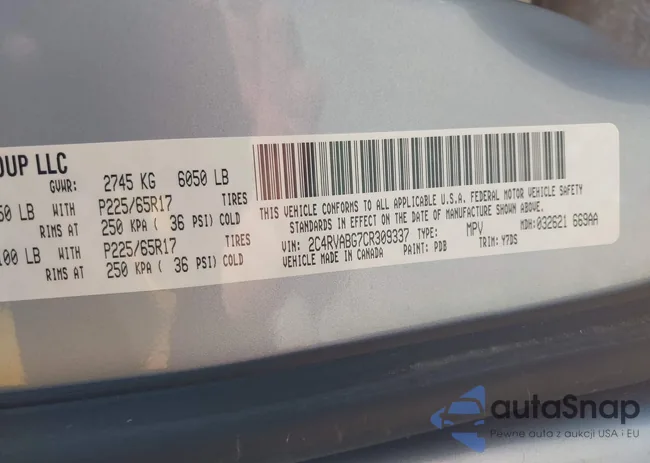 OUP LLC
GVWR: 2745 KG 6050 LB
50 LB WITH P225/65R17 TIRES
RIMS AT 250 KPA ( 36 PSI) COLD
100 LB WITH P225/65R17 TIRES
RIMS AT 250 KPA ( 36 PSI) COLD
THIS VEHICLE CONFORMS TO ALL APPLICABLE U.S.A. FEDERAL MOTOR VEHICLE SAFETY
STANDARDS IN EFFECT ON THE DATE OF MANUFACTURE SHOWN ABOVE.
VIN: 2C4RVABG7CR309337 TYPE: MPV MDH: 032621 669AA
VEHICLE MADE IN CANADA PAINT: PDB TRIM: Y7DS
autaSnap
Pewne auta z aukcji USA i EU